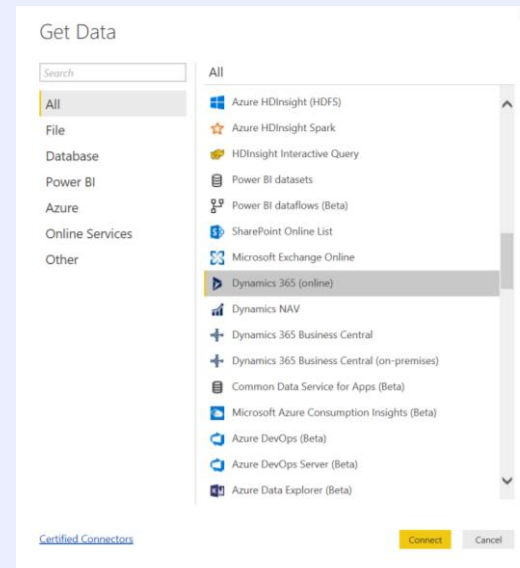 Get Data
Search
All
File
Database
Power BI
Azure
Online Services
Other
All
Azure HDInsight (HDFS)
Azure HDInsight Spark
HDInsight Interactive Query
Power BI datasets
Power BI dataflows (Beta)
SharePoint Online List
Microsoft Exchange Online
Dynamics 365 (online)
Dynamics NAV
Dynamics 365 Business Central
Dynamics 365 Business Central (on-premises)
Common Data Service for Apps (Beta)
Microsoft Azure Consumption Insights (Beta)
Azure DevOps (Beta)
Azure DevOps Server (Beta)
Azure Data Explorer (Beta)
Certified Connectors
Connect
Cancel